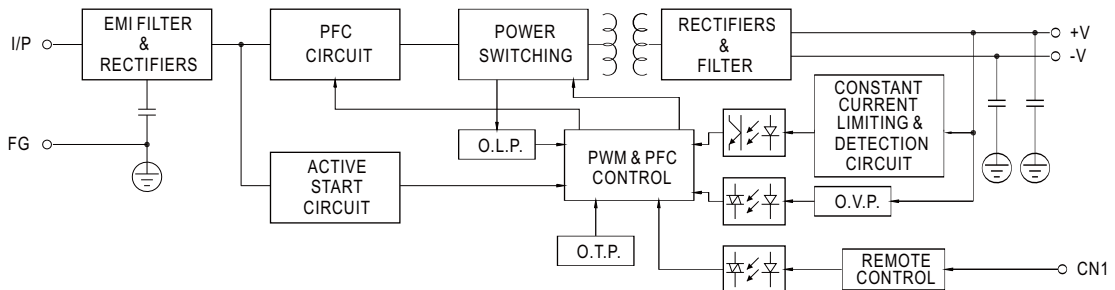 I/P
EMI FILTER
&
RECTIFIERS
PFC
CIRCUIT
POWER
SWITCHING
RECTIFIERS
&
FILTER
+V
-V
FG
O.L.P.
PWM & PFC
CONTROL
CONSTANT
CURRENT
LIMITING &
DETECTION
CIRCUIT
ACTIVE
START
CIRCUIT
O.V.P.
O.T.P.
REMOTE
CONTROL
CN1